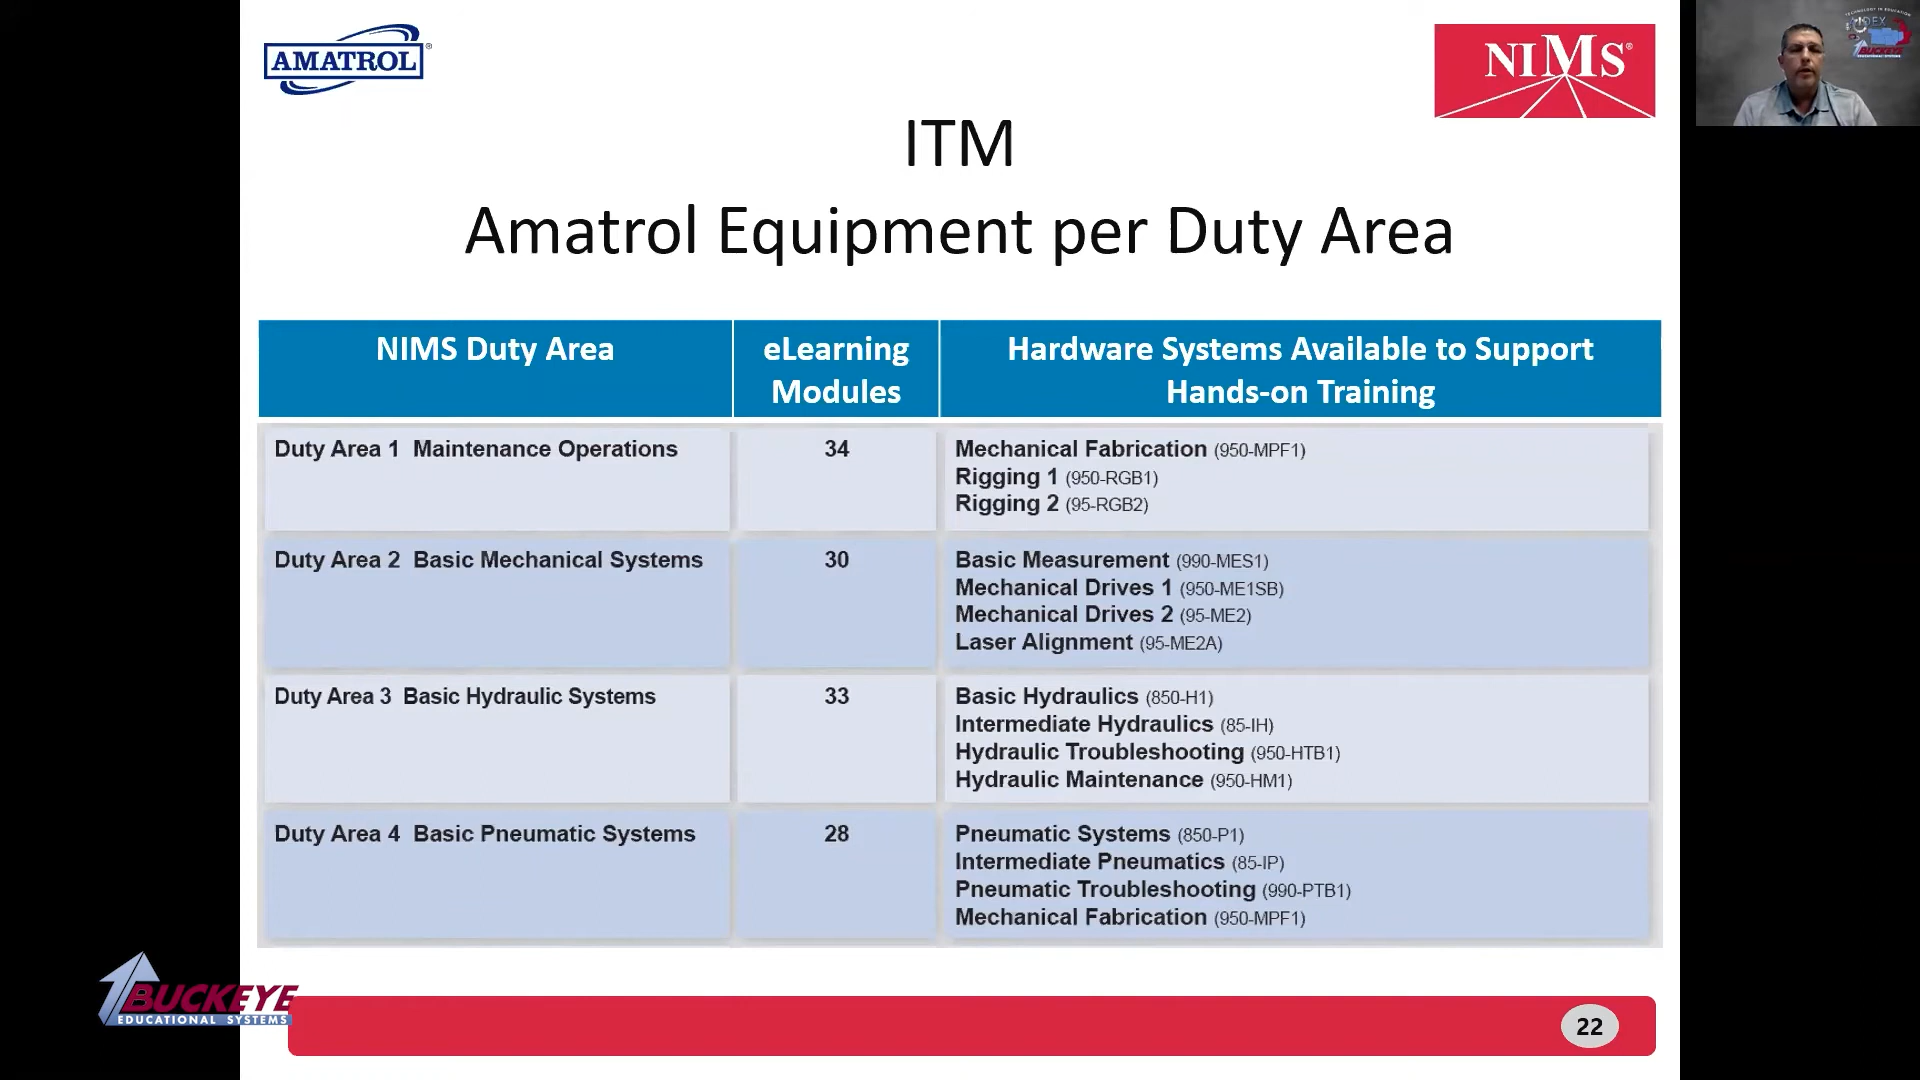 AMATROL®
NIMS®
TECHNOLOGY IN EDUCATION
BUCKEYE
EDUCATIONAL SYSTEMS
ITM
Amatrol Equipment per Duty Area
NIMS Duty Area
eLearning
Modules
Hardware Systems Available to Support
Hands-on Training
Duty Area 1 Maintenance Operations
34
Mechanical Fabrication (950-MPF1)
Rigging 1 (950-RGB1)
Rigging 2 (95-RGB2)
Duty Area 2 Basic Mechanical Systems
30
Basic Measurement (990-MES1)
Mechanical Drives 1 (950-ME1SB)
Mechanical Drives 2 (95-ME2)
Laser Alignment (95-ME2A)
Duty Area 3 Basic Hydraulic Systems
33
Basic Hydraulics (850-H1)
Intermediate Hydraulics (85-IH)
Hydraulic Troubleshooting (950-HTB1)
Hydraulic Maintenance (950-HM1)
Duty Area 4 Basic Pneumatic Systems
28
Pneumatic Systems (850-P1)
Intermediate Pneumatics (85-IP)
Pneumatic Troubleshooting (990-PTB1)
Mechanical Fabrication (950-MPF1)
BUCKEYE
EDUCATIONAL SYSTEMS
22